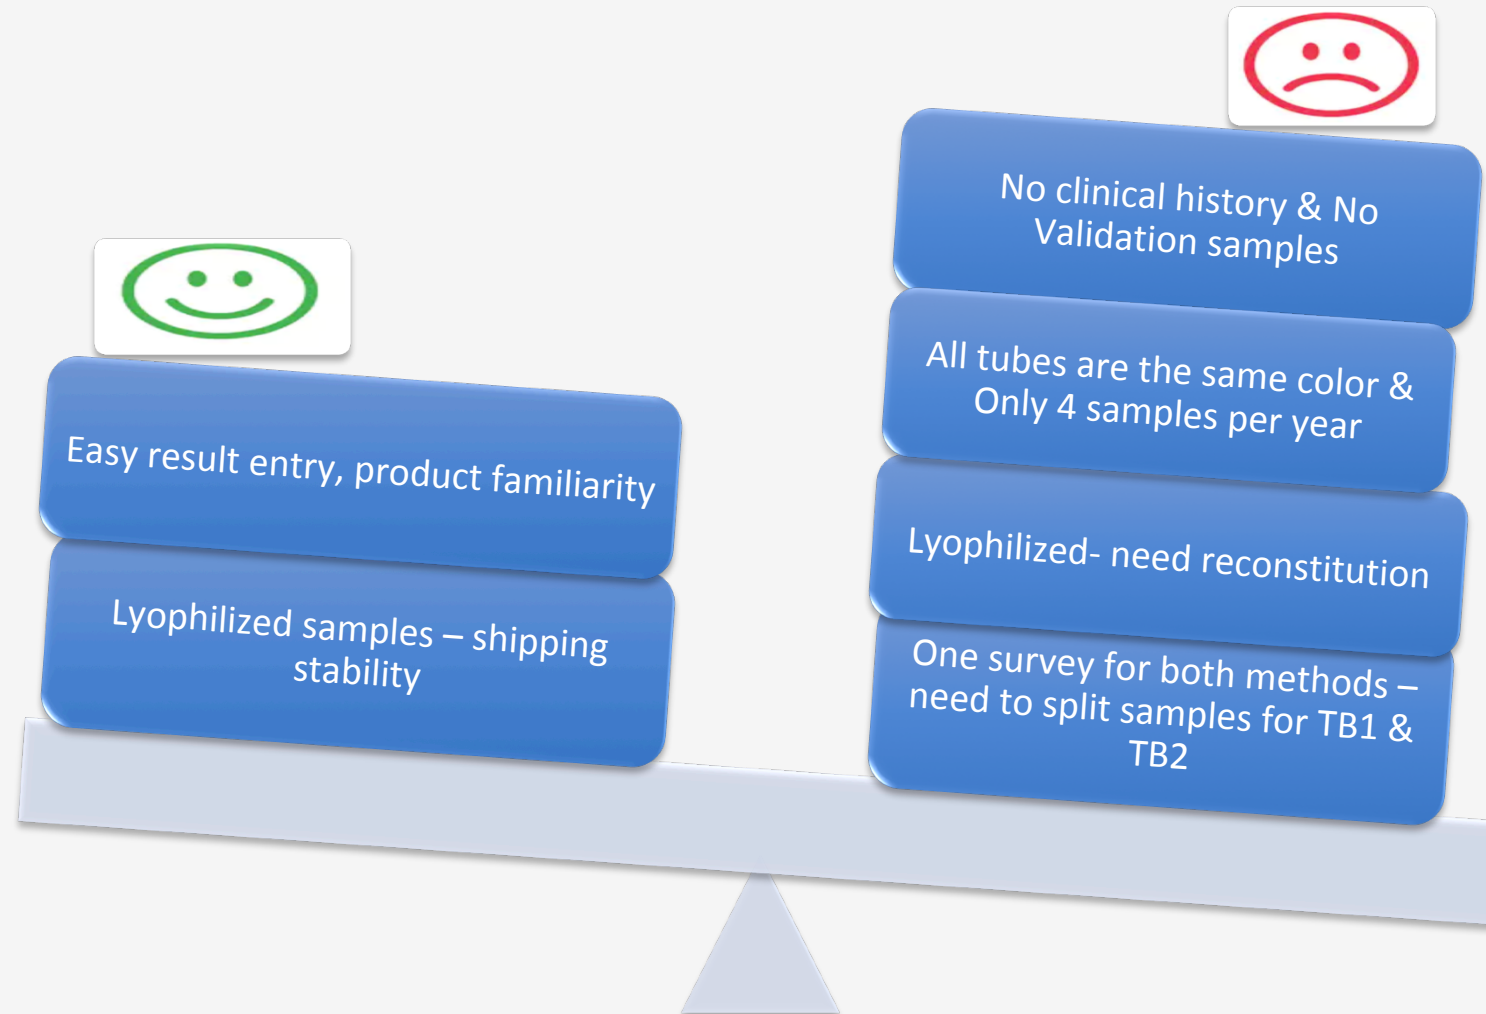 Easy result entry, product familiarity
Lyophilized samples – shipping
stability
No clinical history & No
Validation samples
All tubes are the same color &
Only 4 samples per year
Lyophilized- need reconstitution
One survey for both methods –
need to split samples for TB1 &
TB2